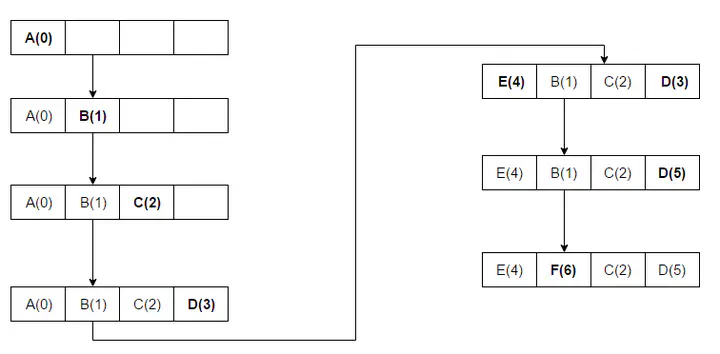 A(0)
A(0) B(1)
A(0) B(1) C(2)
A(0) B(1) C(2) D(3)
E(4) B(1) C(2) D(3)
E(4) B(1) C(2) D(5)
E(4) F(6) C(2) D(5)